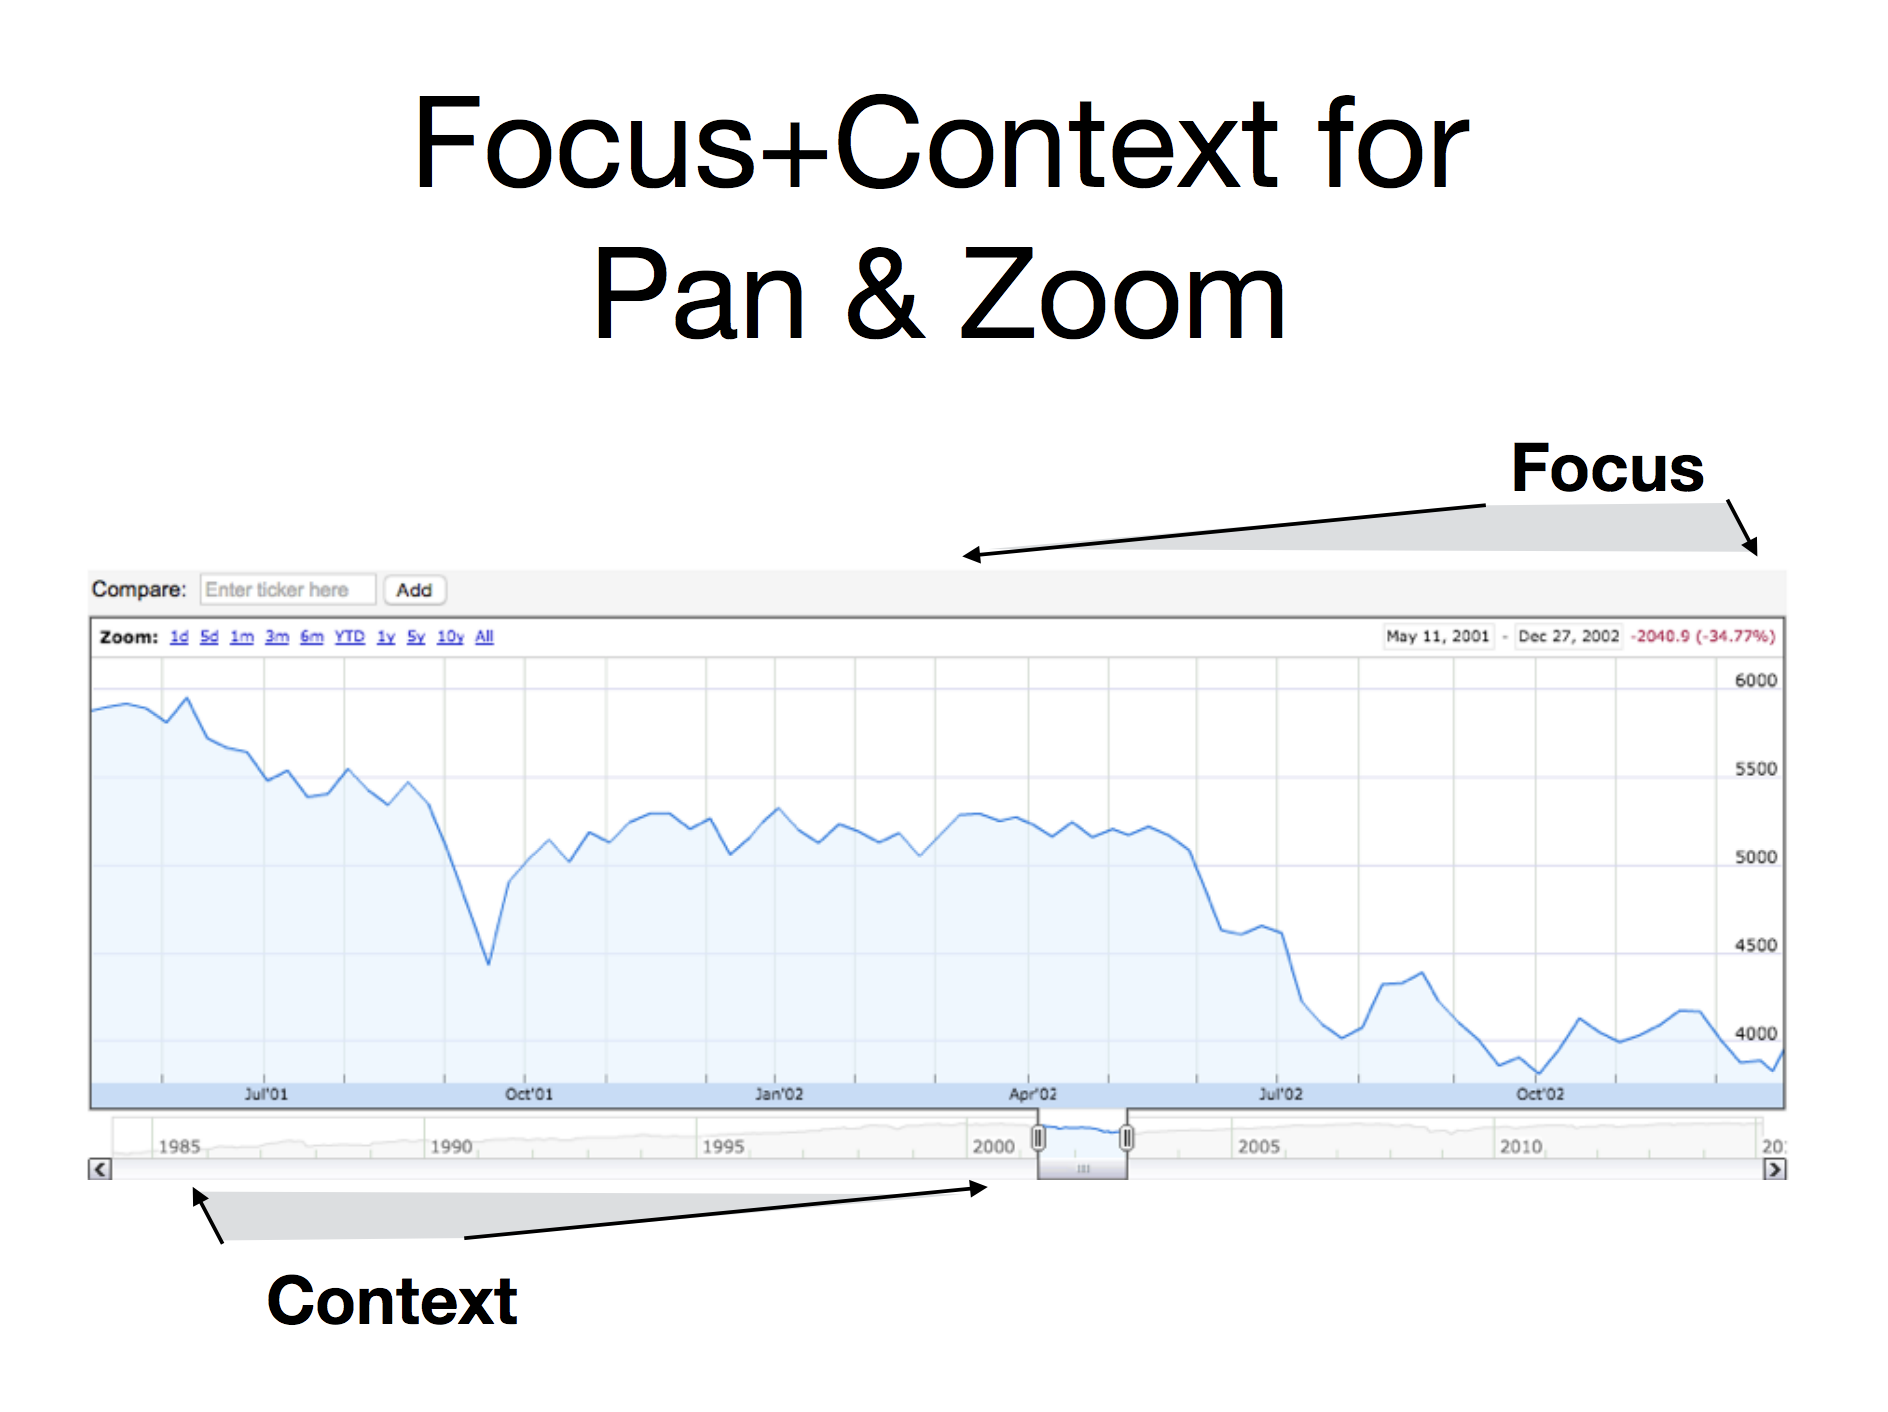 Focus+Context for
Pan & Zoom
Focus
Compare: Enter ticker here Add
Zoom: 1d 5d 1m 3m 6m YTD 1y 5y 10y All May 11, 2001 - Dec 27, 2002 -2040.9 (-34.77%)
6000
5500
5000
4500
4000
Jul'01 Oct'01 Jan'02 Apr'02 Jul'02 Oct'02
1985 1990 1995 2000 2005 2010 201
Context